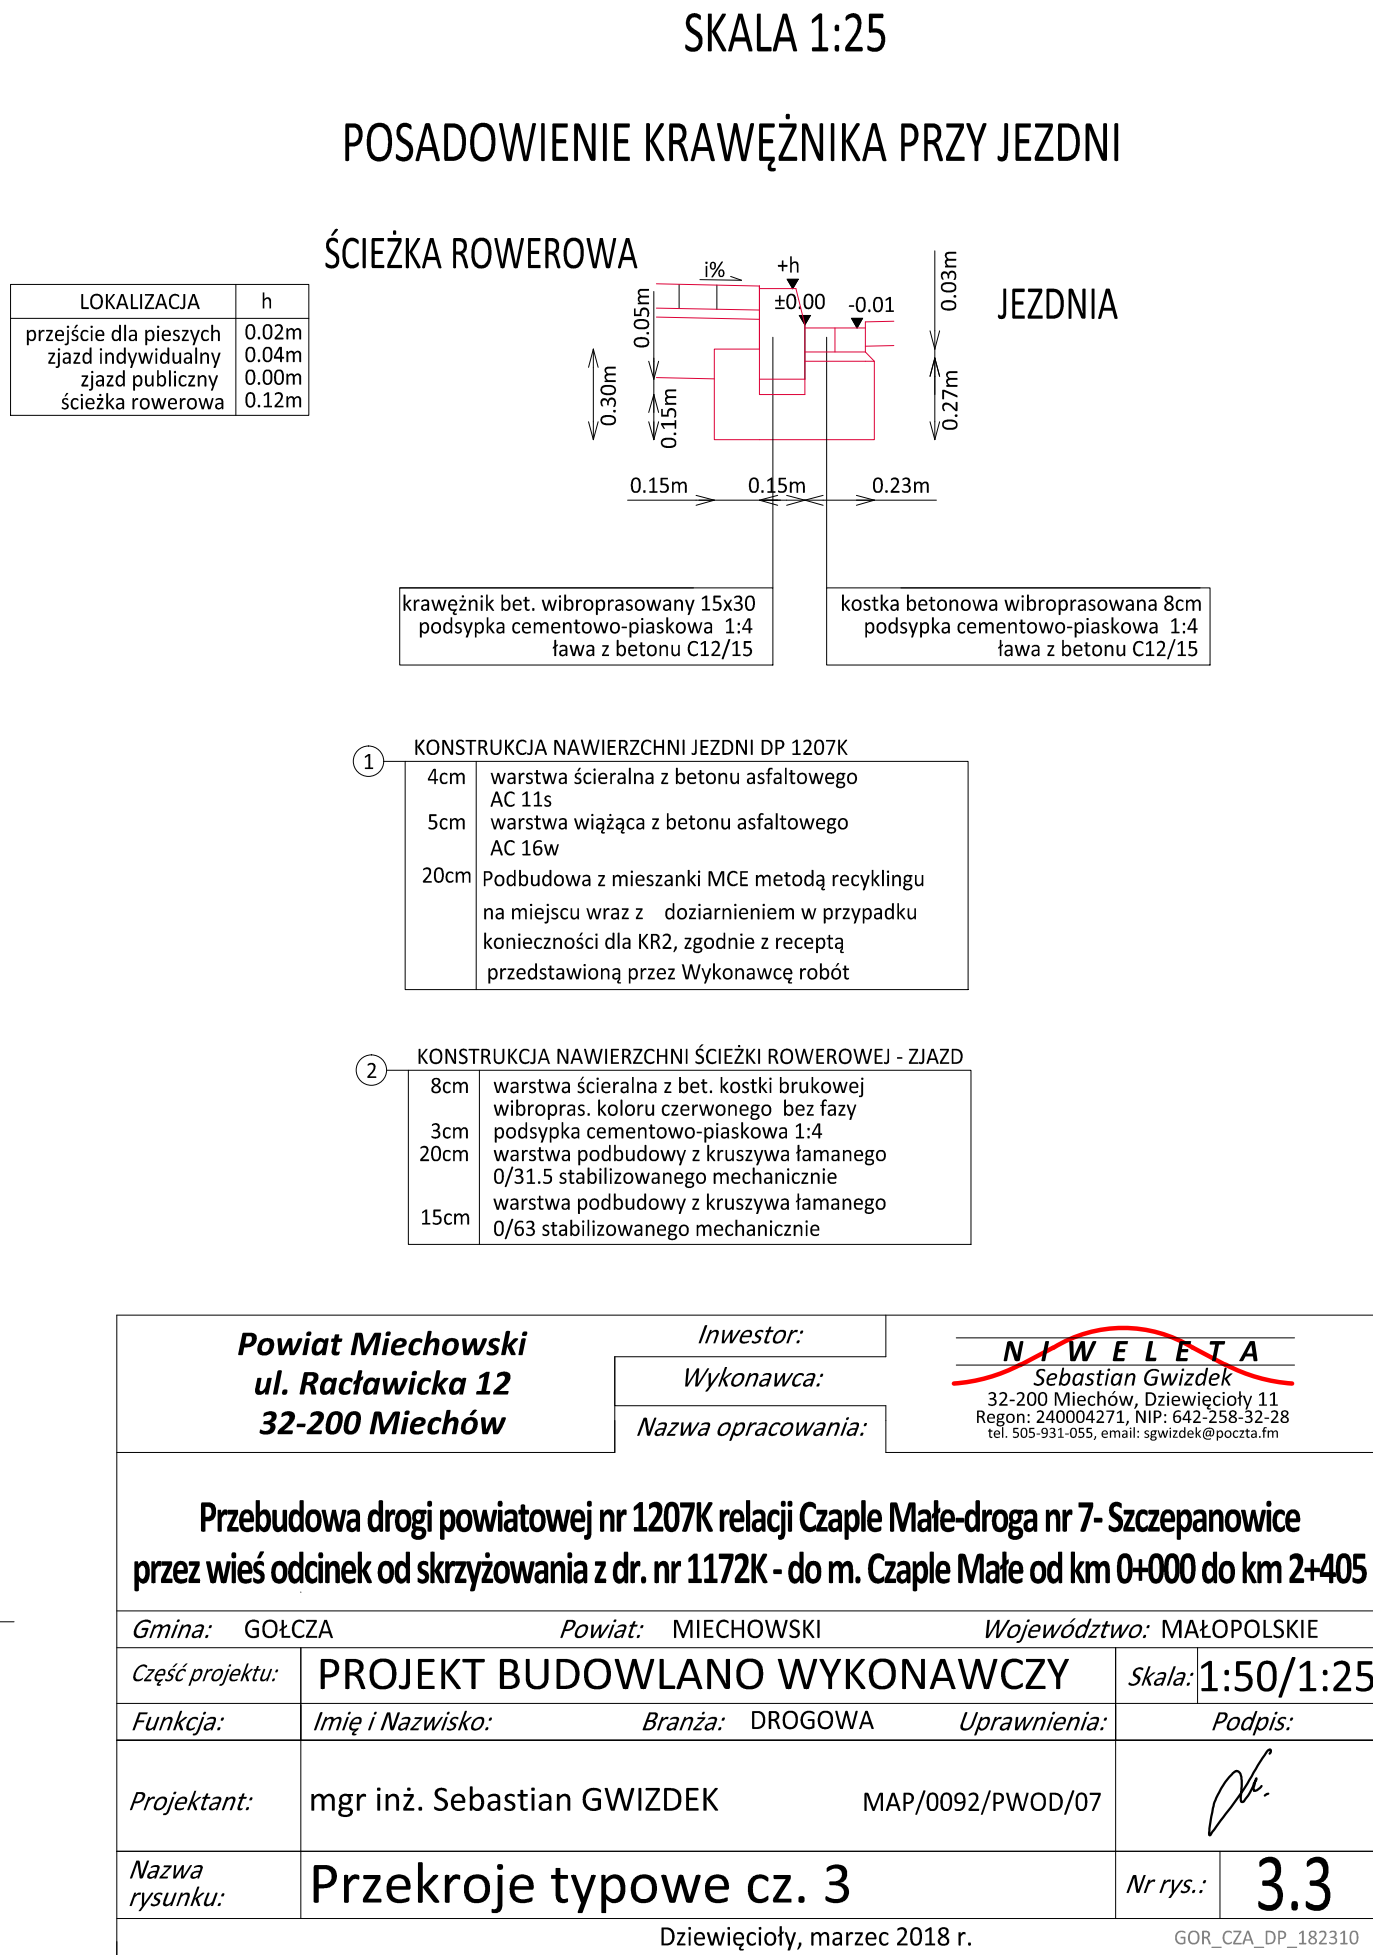 SKALA 1:25
POSADOWIENIE KRAWĘŻNIKA PRZY JEZDNI
ŚCIEŻKA ROWEROWA
JEZDNIA
LOKALIZACJA h
przejście dla pieszych 0.02m
zjazd indywidualny 0.04m
zjazd publiczny 0.00m
ścieżka rowerowa 0.12m
i%
+h
±0.00
-0.01
0.05m
0.30m
0.15m
0.03m
0.27m
0.15m 0.15m 0.23m
krawężnik bet. wibroprasowany 15x30
podsypka cementowo-piaskowa 1:4
ława z betonu C12/15
kostka betonowa wibroprasowana 8cm
podsypka cementowo-piaskowa 1:4
ława z betonu C12/15
1 KONSTRUKCJA NAWIERZCHNI JEZDNI DP 1207K
4cm warstwa ścieralna z betonu asfaltowego
AC 11s
5cm warstwa wiążąca z betonu asfaltowego
AC 16w
20cm Podbudowa z mieszanki MCE metodą recyklingu
na miejscu wraz z doziarnieniem w przypadku
konieczności dla KR2, zgodnie z receptą
przedstawioną przez Wykonawcę robót
2 KONSTRUKCJA NAWIERZCHNI ŚCIEŻKI ROWEROWEJ - ZJAZD
8cm warstwa ścieralna z bet. kostki brukowej
wibropras. koloru czerwonego bez fazy
3cm podsypka cementowo-piaskowa 1:4
20cm warstwa podbudowy z kruszywa łamanego
0/31.5 stabilizowanego mechanicznie
15cm warstwa podbudowy z kruszywa łamanego
0/63 stabilizowanego mechanicznie
Powiat Miechowski
ul. Racławicka 12
32-200 Miechów
Inwestor:
Wykonawca:
Nazwa opracowania:
NIWELETA
Sebastian Gwizdek
32-200 Miechów, Dziewięcioły 11
Regon: 240004271, NIP: 642-258-32-28
tel. 505-931-055, email: sgwizdek@poczta.fm
Przebudowa drogi powiatowej nr 1207K relacji Czaple Małe-droga nr 7- Szczepanowice
przez wieś odcinek od skrzyżowania z dr. nr 1172K - do m. Czaple Małe od km 0+000 do km 2+405
Gmina: GOŁCZA Powiat: MIECHOWSKI Województwo: MAŁOPOLSKIE
Część projektu: PROJEKT BUDOWLANO WYKONAWCZY Skala: 1:50/1:25
Funkcja: Imię i Nazwisko: Branża: DROGOWA Uprawnienia: Podpis:
Projektant: mgr inż. Sebastian GWIZDEK MAP/0092/PWOD/07
Nazwa
rysunku: Przekroje typowe cz. 3 Nr rys.: 3.3
Dziewięcioły, marzec 2018 r. GOR_CZA_DP_182310